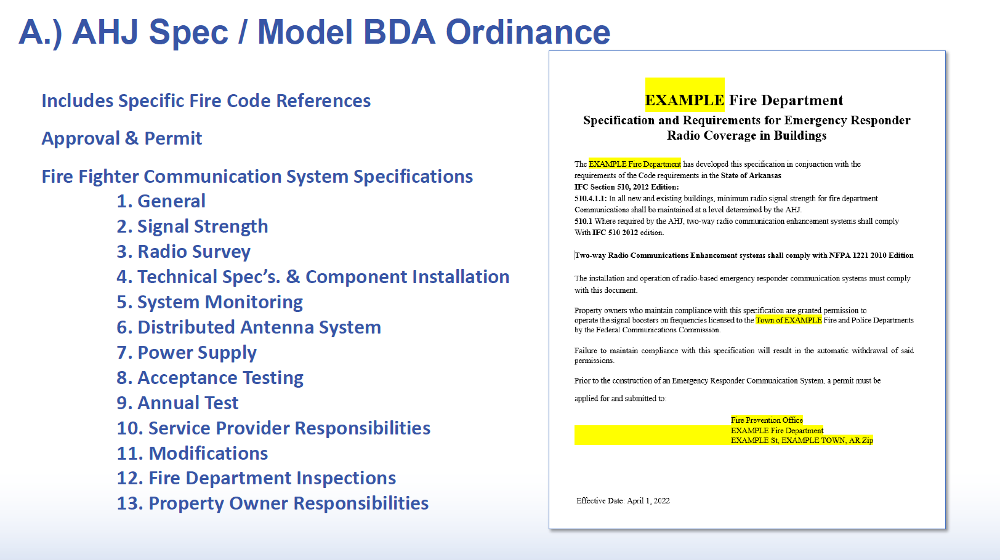 A.) AHJ Spec / Model BDA Ordinance
Includes Specific Fire Code References
Approval & Permit
Fire Fighter Communication System Specifications
1. General
2. Signal Strength
3. Radio Survey
4. Technical Spec’s. & Component Installation
5. System Monitoring
6. Distributed Antenna System
7. Power Supply
8. Acceptance Testing
9. Annual Test
10. Service Provider Responsibilities
11. Modifications
12. Fire Department Inspections
13. Property Owner Responsibilities
EXAMPLE Fire Department
Specification and Requirements for Emergency Responder
Radio Coverage in Buildings
The EXAMPLE Fire Department has developed this specification in conjunction with the
requirements of the Code requirements in the State of Arkansas
IFC Section 510, 2012 Edition:
510.4.1.1: In all new and existing buildings, minimum radio signal strength for fire department
Communications shall be maintained at a level determined by the AHJ.
510.1 Where required by the AHJ, two-way radio communication enhancement systems shall comply
With IFC 510 2012 edition.
Two-way Radio Communications Enhancement systems shall comply with NFPA 1221 2010 Edition
The installation and operation of radio-based emergency responder communication systems must comply
with this document.
Property owners who maintain compliance with this specification are granted permission to
operate the signal boosters on frequencies licensed to the Town of EXAMPLE Fire and Police Departments
by the Federal Communications Commission.
Failure to maintain compliance with this specification will result in the automatic withdrawal of said
permissions.
Prior to the construction of an Emergency Responder Communication System, a permit must be
applied for and submitted to:
Fire Prevention Office
EXAMPLE Fire Department
EXAMPLE St, EXAMPLE TOWN, AR Zip
Effective Date: April 1, 2022